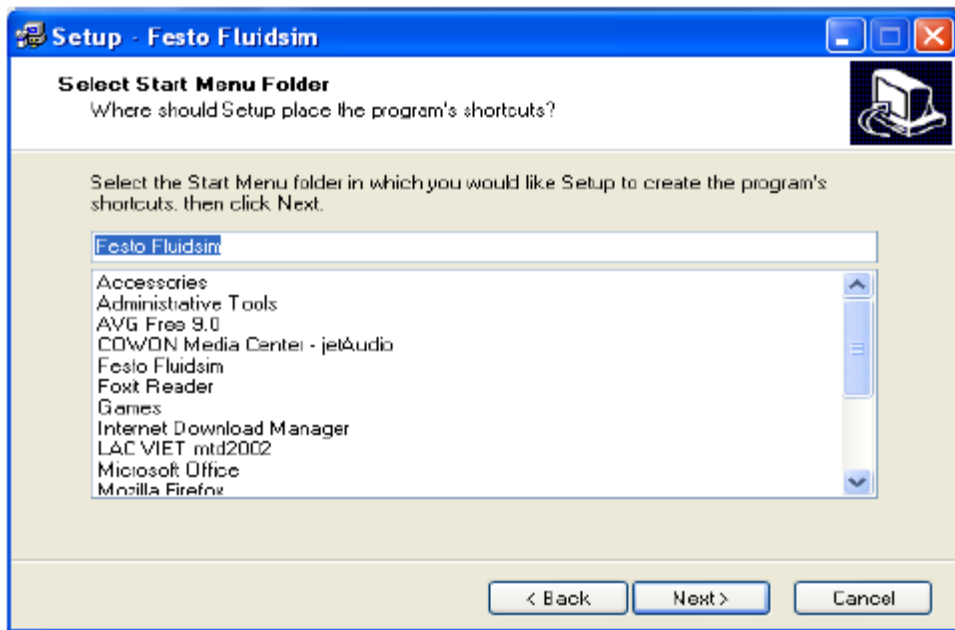 Setup - Festo Fluidsim
Select Start Menu Folder
Where should Setup place the program's shortcuts?
Select the Start Menu folder in which you would like Setup to create the program's
shortcuts, then click Next.
Festo Fluidsim
Accessories
Administrative Tools
AVG Free 9.0
COWON Media Center - jetAudio
Festo Fluidsim
Foxit Reader
Games
Internet Download Manager
LAC VIET mtd2002
Microsoft Office
Mozilla Firefox
< Back
Next >
Cancel